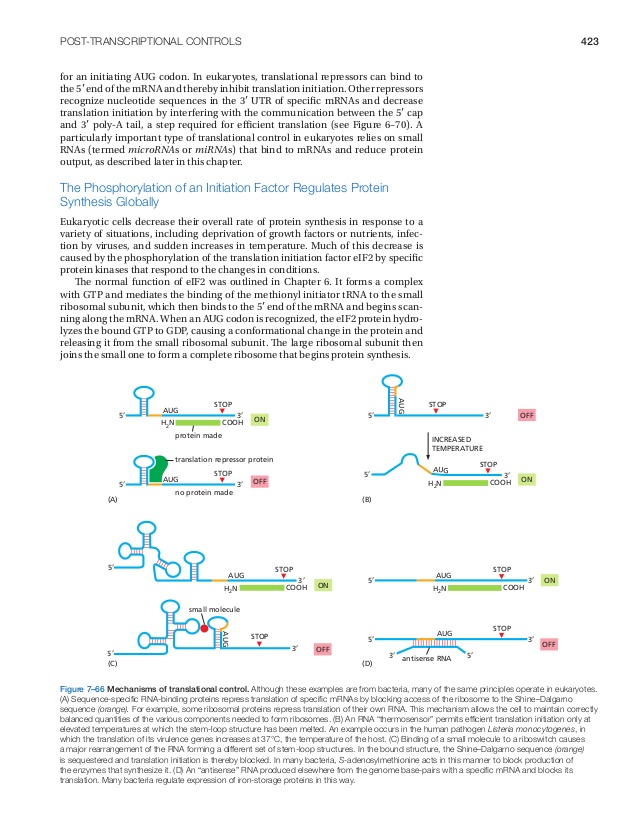 POST-TRANSCRIPTIONAL CONTROLS 423
for an initiating AUG codon. In eukaryotes, translational repressors can bind to
the 5′ end of the mRNA and thereby inhibit translation initiation. Other repressors
recognize nucleotide sequences in the 3′ UTR of specific mRNAs and decrease
translation initiation by interfering with the communication between the 5′ cap
and 3′ poly-A tail, a step required for efficient translation (see Figure 6–70). A
particularly important type of translational control in eukaryotes relies on small
RNAs (termed microRNAs or miRNAs) that bind to mRNAs and reduce protein
output, as described later in this chapter.
The Phosphorylation of an Initiation Factor Regulates Protein
Synthesis Globally
Eukaryotic cells decrease their overall rate of protein synthesis in response to a
variety of situations, including deprivation of growth factors or nutrients, infec-
tion by viruses, and sudden increases in temperature. Much of this decrease is
caused by the phosphorylation of the translation initiation factor eIF2 by specific
protein kinases that respond to the changes in conditions.
The normal function of eIF2 was outlined in Chapter 6. It forms a complex
with GTP and mediates the binding of the methionyl initiator tRNA to the small
ribosomal subunit, which then binds to the 5′ end of the mRNA and begins scan-
ning along the mRNA. When an AUG codon is recognized, the eIF2 protein hydro-
lyzes the bound GTP to GDP, causing a conformational change in the protein and
releasing it from the small ribosomal subunit. The large ribosomal subunit then
joins the small one to form a complete ribosome that begins protein synthesis.
STOP
AUG
5′ 3′ ON
H2N COOH
protein made
translation repressor protein
STOP
AUG
5′ 3′ OFF
no protein made
(A)
AUG
STOP
5′ 3′ OFF
INCREASED
TEMPERATURE
STOP
AUG
5′ 3′ ON
H2N COOH
(B)
5′
STOP
AUG
3′ ON
H2N COOH
small molecule
AUG
STOP
5′ 3′ OFF
(C)
STOP
AUG
5′ 3′ ON
H2N COOH
STOP
AUG
5′ 3′ OFF
3′ antisense RNA 5′
(D)
Figure 7–66 Mechanisms of translational control. Although these examples are from bacteria, many of the same principles operate in eukaryotes.
(A) Sequence-specific RNA-binding proteins repress translation of specific mRNAs by blocking access of the ribosome to the Shine–Dalgarno
sequence (orange). For example, some ribosomal proteins repress translation of their own RNA. This mechanism allows the cell to maintain correctly
balanced quantities of the various components needed to form ribosomes. (B) An RNA “thermosensor” permits efficient translation initiation only at
elevated temperatures at which the stem-loop structure has been melted. An example occurs in the human pathogen Listeria monocytogenes, in
which the translation of its virulence genes increases at 37°C, the temperature of the host. (C) Binding of a small molecule to a riboswitch causes
a major rearrangement of the RNA forming a different set of stem-loop structures. In the bound structure, the Shine–Dalgarno sequence (orange)
is sequestered and translation initiation is thereby blocked. In many bacteria, S-adenosylmethionine acts in this manner to block production of
the enzymes that synthesize it. (D) An “antisense” RNA produced elsewhere from the genome base-pairs with a specific mRNA and blocks its
translation. Many bacteria regulate expression of iron-storage proteins in this way.